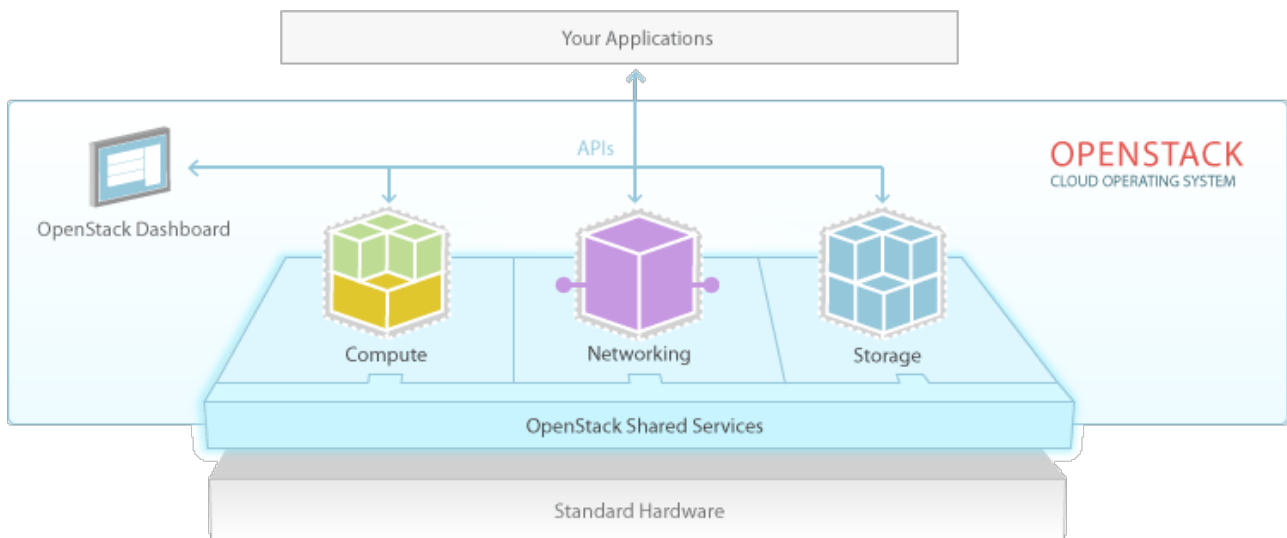 Your Applications
APIs
OPENSTACK
CLOUD OPERATING SYSTEM
OpenStack Dashboard
Compute
Networking
Storage
OpenStack Shared Services
Standard Hardware